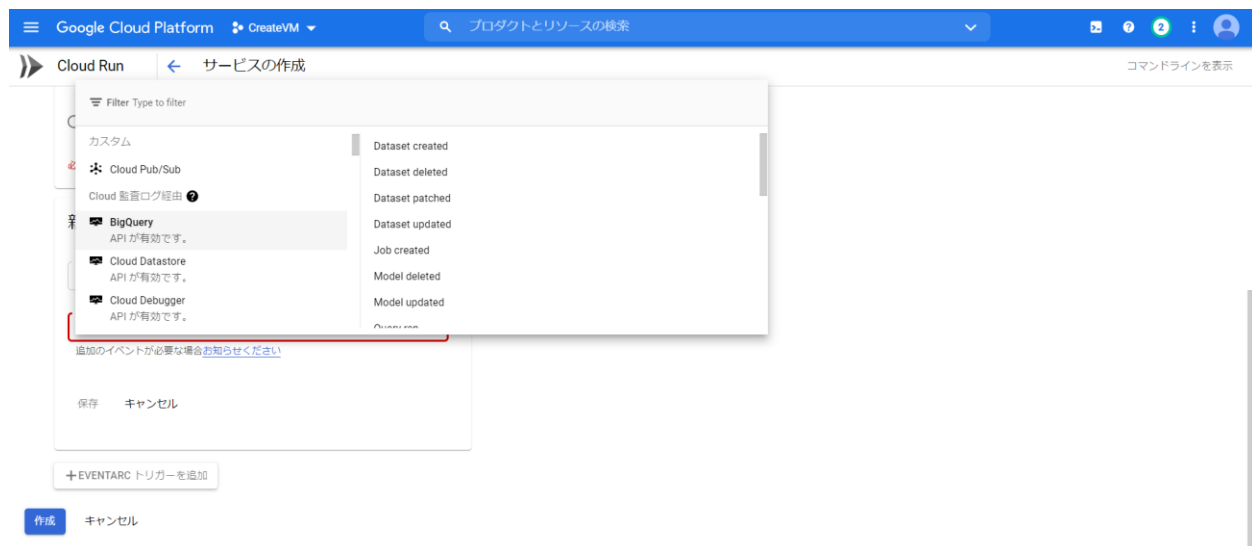 Google Cloud Platform
CreateVM
プロダクトとリソースの検索
2
Cloud Run
サービスの作成
コマンドラインを表示
Filter Type to filter
カスタム
Cloud Pub/Sub
Cloud 監査ログ経由
BigQuery
API が有効です。
Cloud Datastore
API が有効です。
Cloud Debugger
API が有効です。
Dataset created
Dataset deleted
Dataset patched
Dataset updated
Job created
Model deleted
Model updated
追加のイベントが必要な場合お知らせください
保存
キャンセル
+EVENTARC トリガーを追加
作成
キャンセル